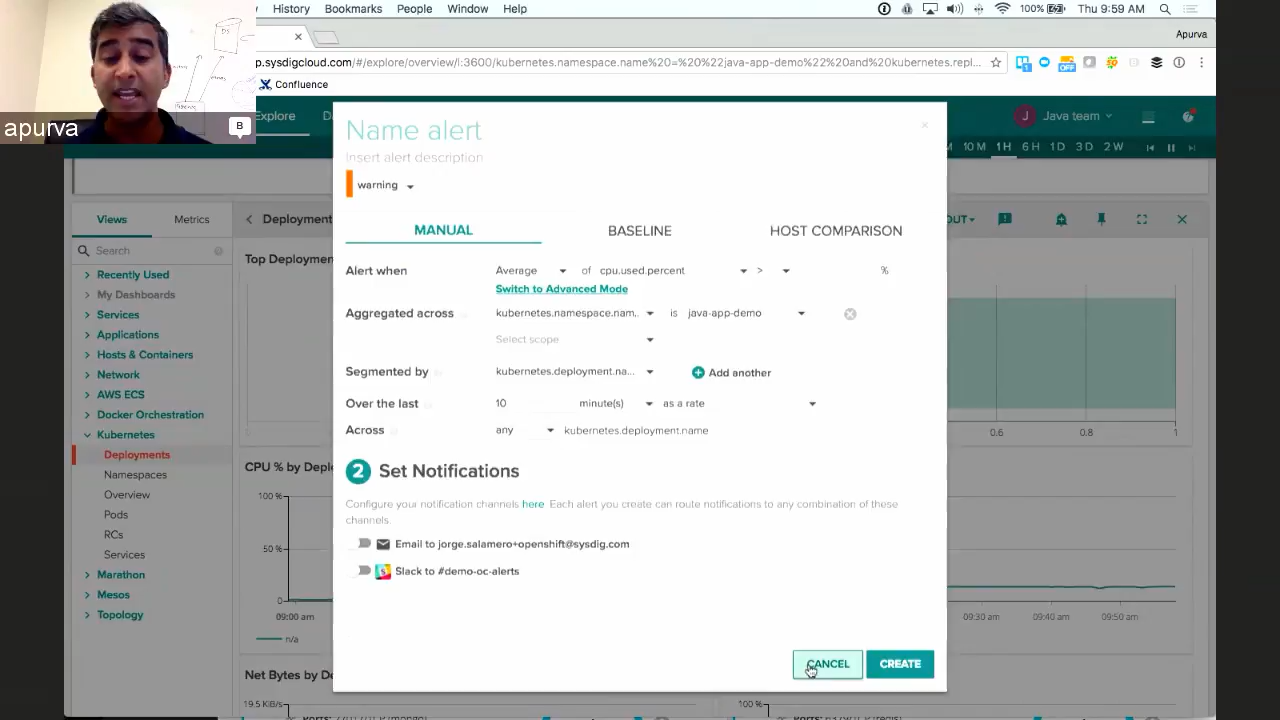 History Bookmarks People Window Help
100% Thu 9:59 AM
Apurva
p.sysdigcloud.com/#/explore/overview/l:3600/kubernetes.namespace.name%20=%20%22java-app-demo%22%20and%20kubernetes.repl...
Confluence
apurva
B
Explore
J Java team
10 M 1H 6 H 1 D 3 D 2 W
Name alert
Insert alert description
warning
MANUAL BASELINE HOST COMPARISON
Alert when Average of cpu.used.percent > %
Switch to Advanced Mode
Aggregated across kubernetes.namespace.nam.. is java-app-demo
Select scope
Segmented by kubernetes.deployment.na... Add another
Over the last 10 minute(s) as a rate
Across any kubernetes.deployment.name
2 Set Notifications
Configure your notification channels here. Each alert you create can route notifications to any combination of these
channels.
Email to jorge.salamero+openshift@sysdig.com
Slack to #demo-oc-alerts
CANCEL CREATE
Views Metrics
Search
Recently Used
My Dashboards
Services
Applications
Hosts & Containers
Network
AWS ECS
Docker Orchestration
Kubernetes
Deployments
Namespaces
Overview
Pods
RCs
Services
Marathon
Mesos
Topology
Deployment
OUT
Top Deploymen
0.6 0.8 1
CPU % by Deplo
100 %
50 %
0
09:00 am 09:30 am 09:40 am 09:50 am
n/a
Net Bytes by De
19.5 KiB/s 100 %